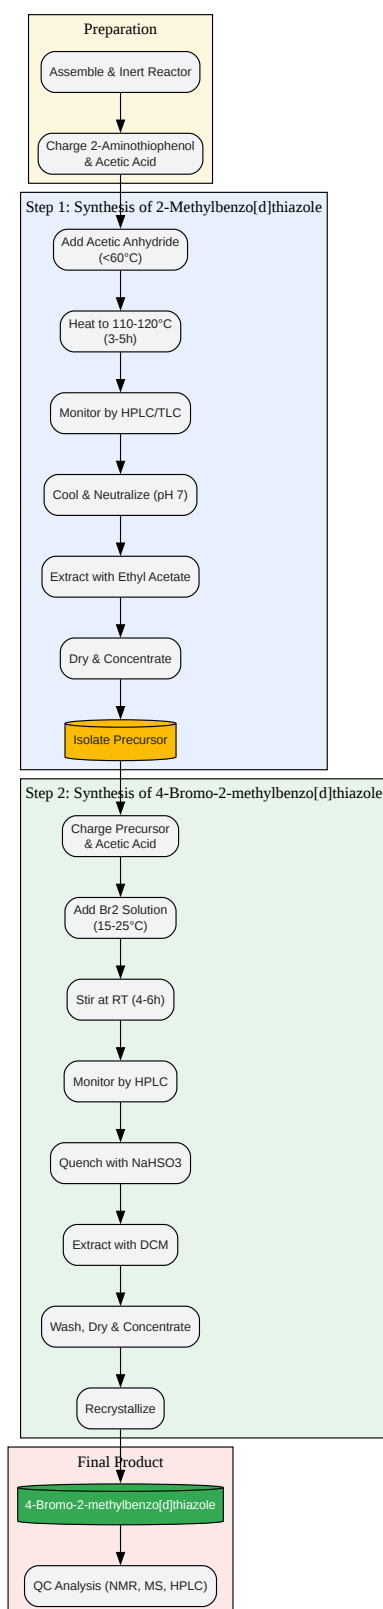 Preparation
Assemble & Inert Reactor
Charge 2-Aminothiophenol
& Acetic Acid
Step 1: Synthesis of 2-Methylbenzo[d]thiazole
Add Acetic Anhydride
(<60°C)
Heat to 110-120°C
(3-5h)
Monitor by HPLC/TLC
Cool & Neutralize (pH 7)
Extract with Ethyl Acetate
Dry & Concentrate
Isolate Precursor
Step 2: Synthesis of 4-Bromo-2-methylbenzo[d]thiazole
Charge Precursor
& Acetic Acid
Add Br2 Solution
(15-25°C)
Stir at RT (4-6h)
Monitor by HPLC
Quench with NaHSO3
Extract with DCM
Wash, Dry & Concentrate
Recrystallize
Final Product
4-Bromo-2-methylbenzo[d]thiazole
QC Analysis (NMR, MS, HPLC)